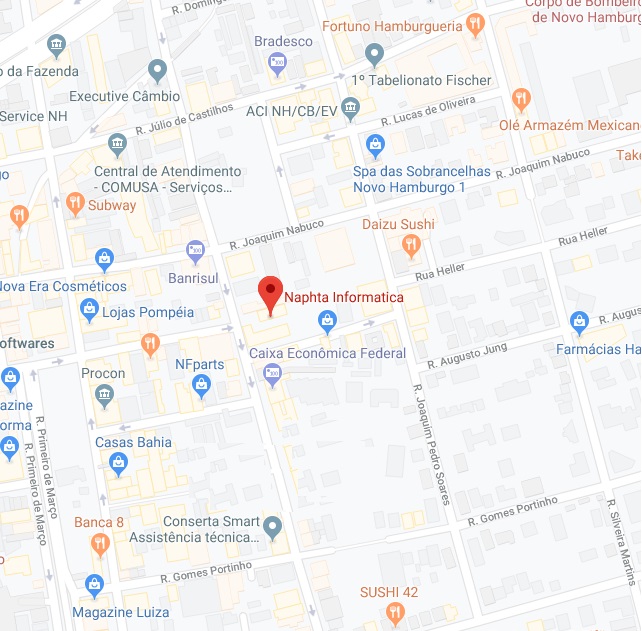 R. Domingo
Corpo de Bombeiro
de Novo Hamburg
Fortuno Hamburgueria
Bradesco
o da Fazenda
1º Tabelionato Fischer
Executive Câmbio
Service NH
R. Júlio de Castilhos
ACI NH/CB/EV
R. Lucas de Oliveira
Olé Armazém Mexican
Take
R. Joaquim Nabuco
Central de Atendimento
- COMUSA - Serviços...
Spa das Sobrancelhas
Novo Hamburgo 1
go
Subway
Daizu Sushi
R. Joaquim Nabuco
Rua Heller
Rua Heller
Banrisul
Nova Era Cosméticos
Naphta Informatica
Lojas Pompéia
R. Augus
oftwares
Caixa Econômica Federal
R. Augusto Jung
Farmácias Ha
Procon
NFparts
azine
orma
R. Primeiro de Março
R. Primeiro de Março
R. Joaquim Pedro Soares
Casas Bahia
Banca 8
Conserta Smart
Assistência técnica...
R. Gomes Portinho
R. Silveira Martins
R. Gomes Portinho
o
Magazine Luiza
SUSHI 42